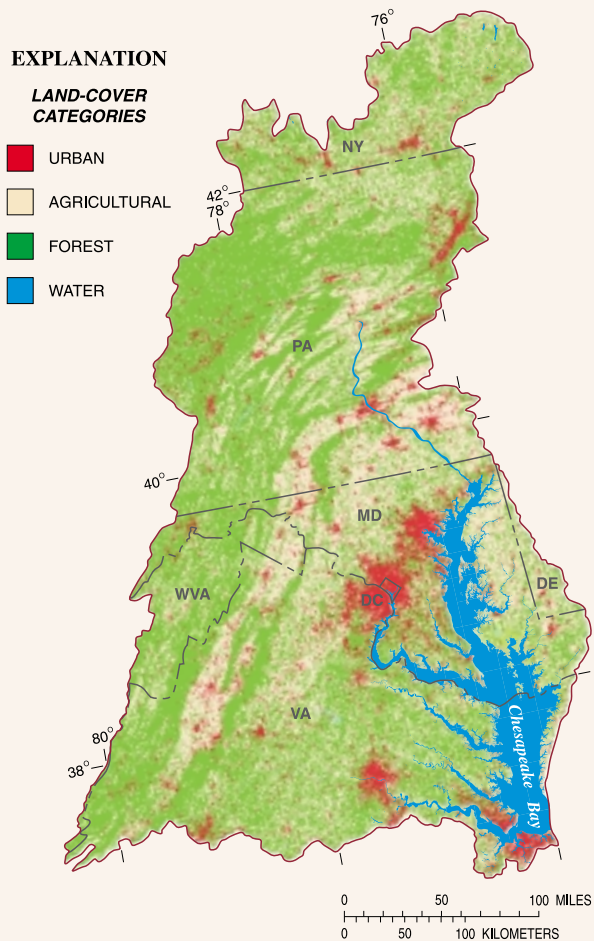 EXPLANATION
LAND-COVER
CATEGORIES
URBAN
AGRICULTURAL
FOREST
WATER
76°
NY
42°
78°
PA
40°
MD
WVA
DC
DE
VA
80°
38°
Chesapeake Bay
0 50 100 MILES
0 50 100 KILOMETERS